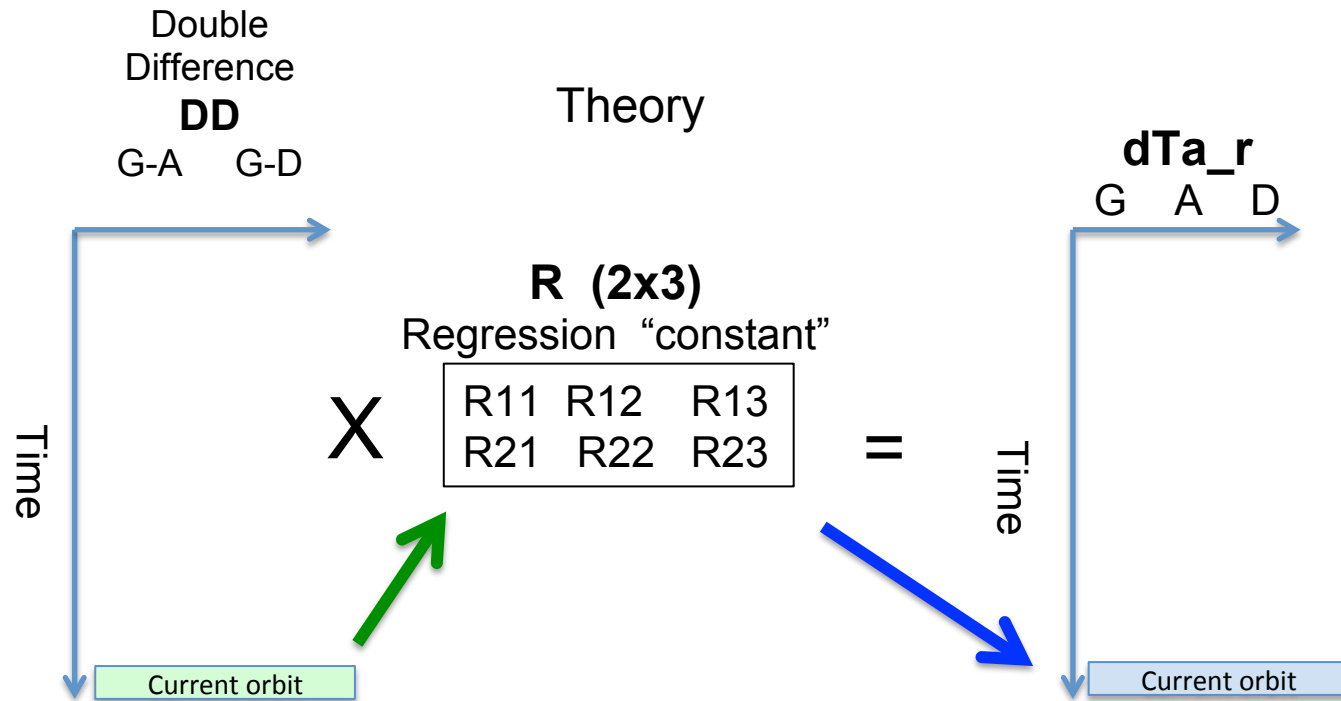 Double
Difference
DD
G-A G-D
Theory
dTa_r
G A D
R (2x3)
Regression “constant”
X
R11 R12 R13
R21 R22 R23
=
Time
Time
Current orbit
Current orbit